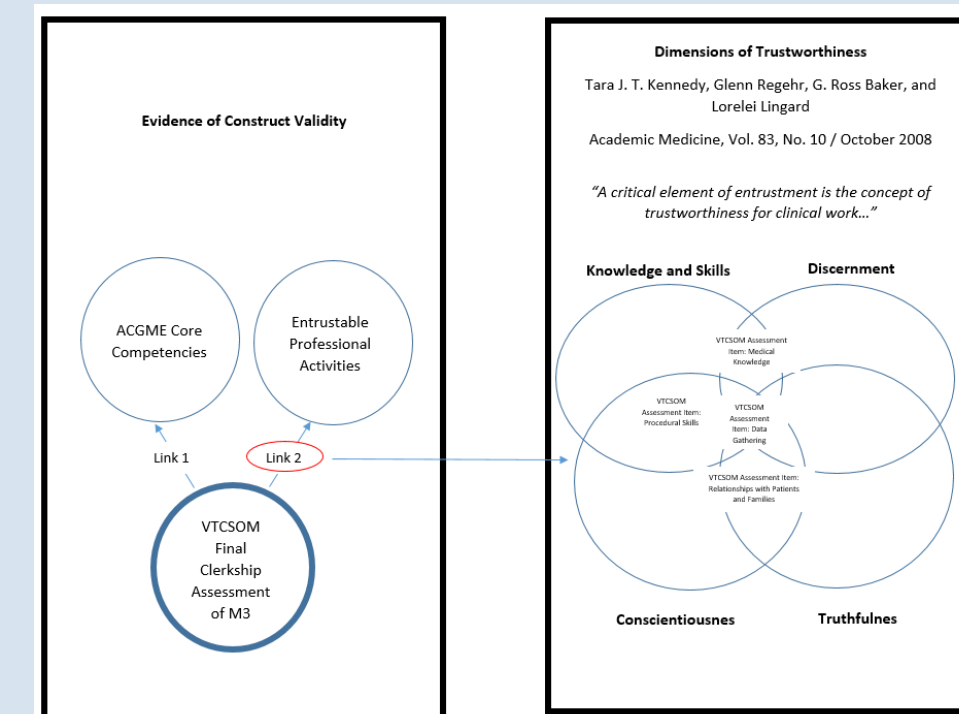 Evidence of Construct Validity
ACGME Core
Competencies
Entrustable
Professional
Activities
Link 1
Link 2
VTCSOM
Final
Clerkship
Assessment
of M3
Dimensions of Trustworthiness
Tara J. T. Kennedy, Glenn Regehr, G. Ross Baker, and
Lorelei Lingard
Academic Medicine, Vol. 83, No. 10 / October 2008
“A critical element of entrustment is the concept of
trustworthiness for clinical work…”
Knowledge and Skills
Discernment
VTCSOM Assessment
Item: Medical
Knowledge
VTCSOM
Assessment Item:
Procedural Skills
VTCSOM
Assessment
Item: Data
Gathering
VTCSOM Assessment Item:
Relationships with Patients
and Families
Conscientiousnes
Truthfulnes